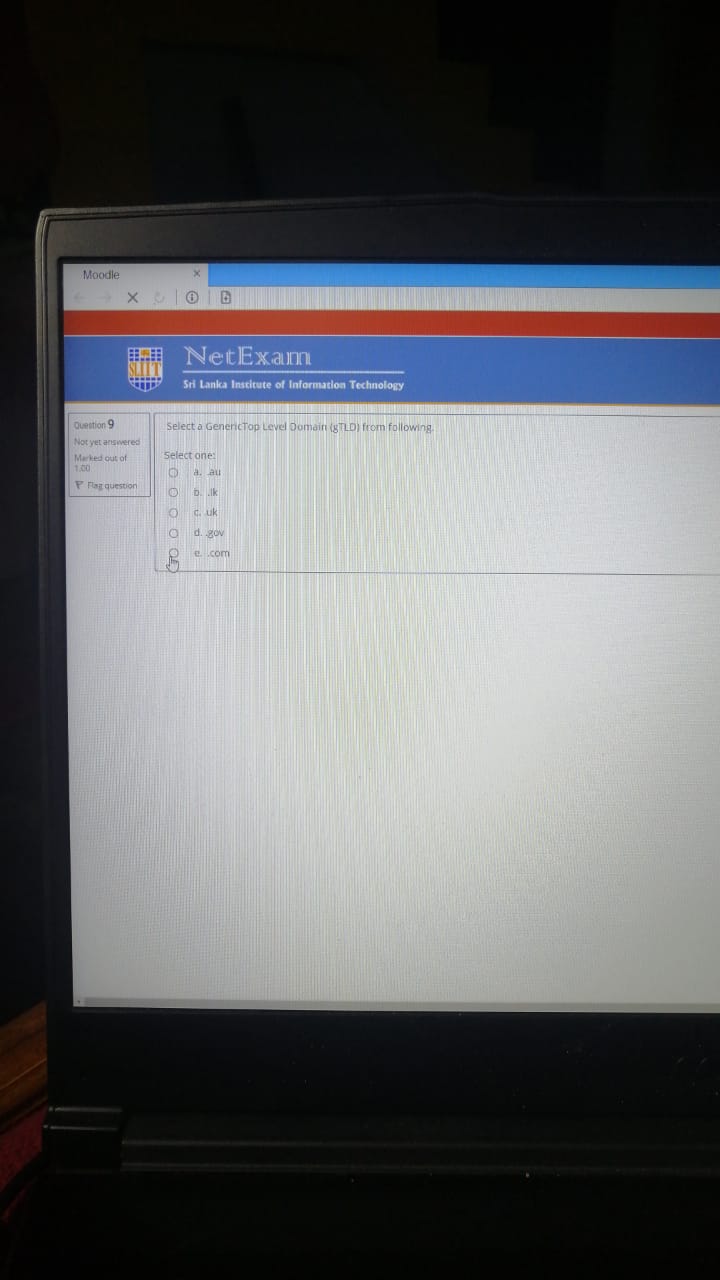 Moodle
SLIIT
NetExam
Sri Lanka Institute of Information Technology
Question 9
Not yet answered
Marked out of
1.00
Flag question
Select a GenericTop Level Domain (gTLD) from following.
Select one:
a. .au
b. .lk
c. .uk
d. .gov
e. .com